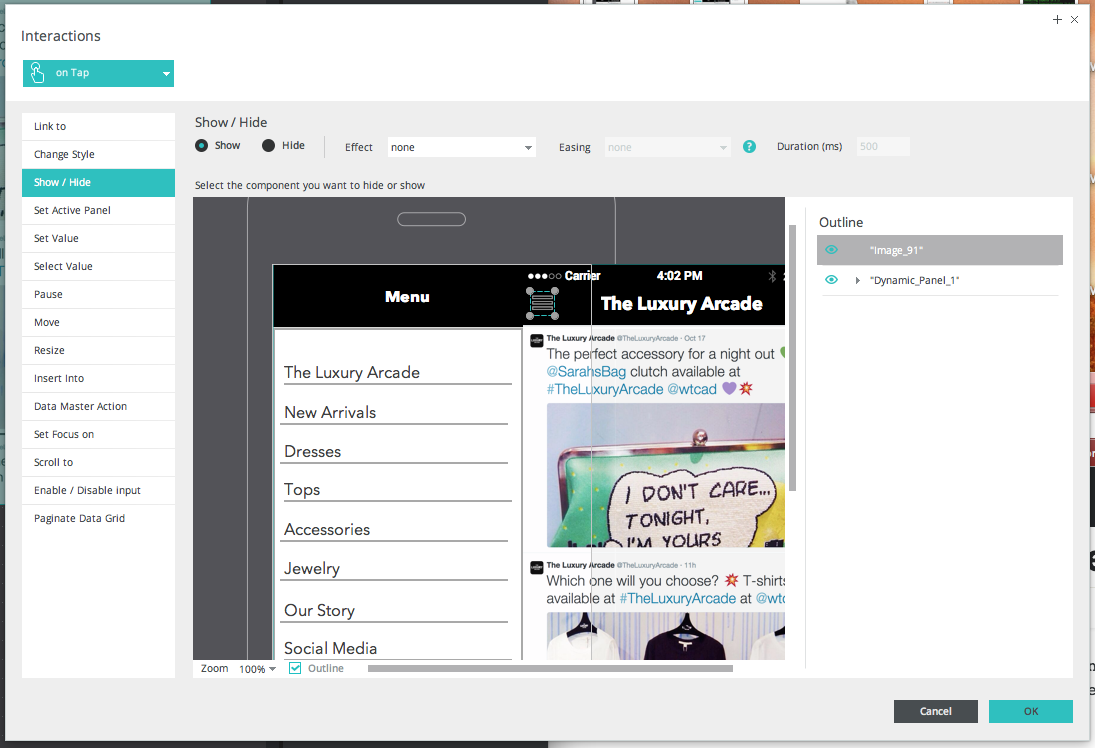 Interactions
on Tap
Link to
Change Style
Show / Hide
Set Active Panel
Set Value
Select Value
Pause
Move
Resize
Insert Into
Data Master Action
Set Focus on
Scroll to
Enable / Disable input
Paginate Data Grid
Show / Hide
Show
Hide
Effect
none
Easing
none
?
Duration (ms)
500
Select the component you want to hide or show
Carrier
4:02 PM
Menu
The Luxury Arcade
The Luxury Arcade
New Arrivals
Dresses
Tops
Accessories
Jewelry
Our Story
Social Media
The Luxury Arcade @TheLuxuryArcade · Oct 17
The perfect accessory for a night out
@SarahsBag clutch available at
#TheLuxuryArcade @wtcad
I DON'T CARE...
TONIGHT,
I'M YOURS
The Luxury Arcade @TheLuxuryArcade · 11h
Which one will you choose? T-shirts
available at #TheLuxuryArcade at
Zoom
100%
Outline
Outline
"Image_91"
"Dynamic_Panel_1"
Cancel
OK